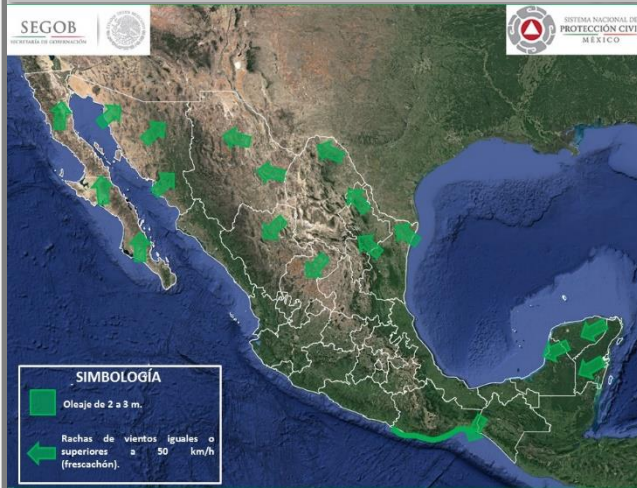 SEGOB
SECRETARÍA DE GOBERNACIÓN
SISTEMA NACIONAL DE
PROTECCIÓN CIVIL
MÉXICO
SIMBOLOGÍA
Oleaje de 2 a 3 m.
Rachas de vientos iguales o
superiores a 50 km/h
(frescachón).